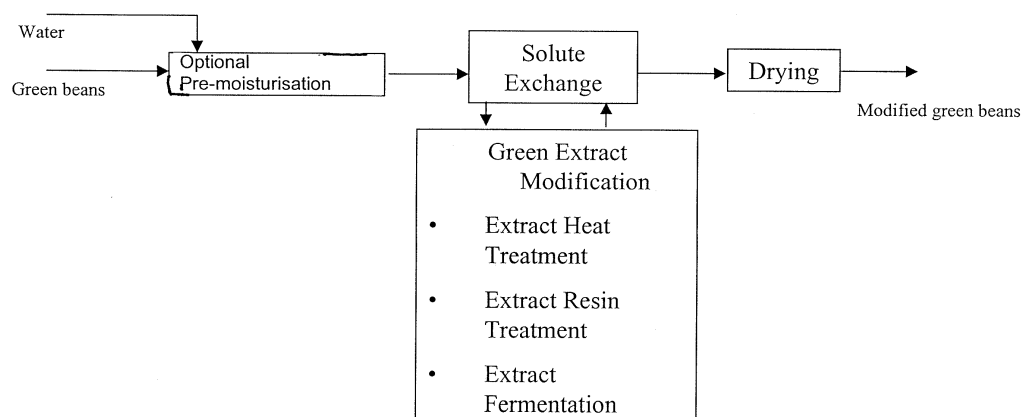 Water
Green beans
Optional
Pre-moisturisation
Solute
Exchange
Drying
Modified green beans
Green Extract
Modification
• Extract Heat
Treatment
• Extract Resin
Treatment
• Extract
Fermentation